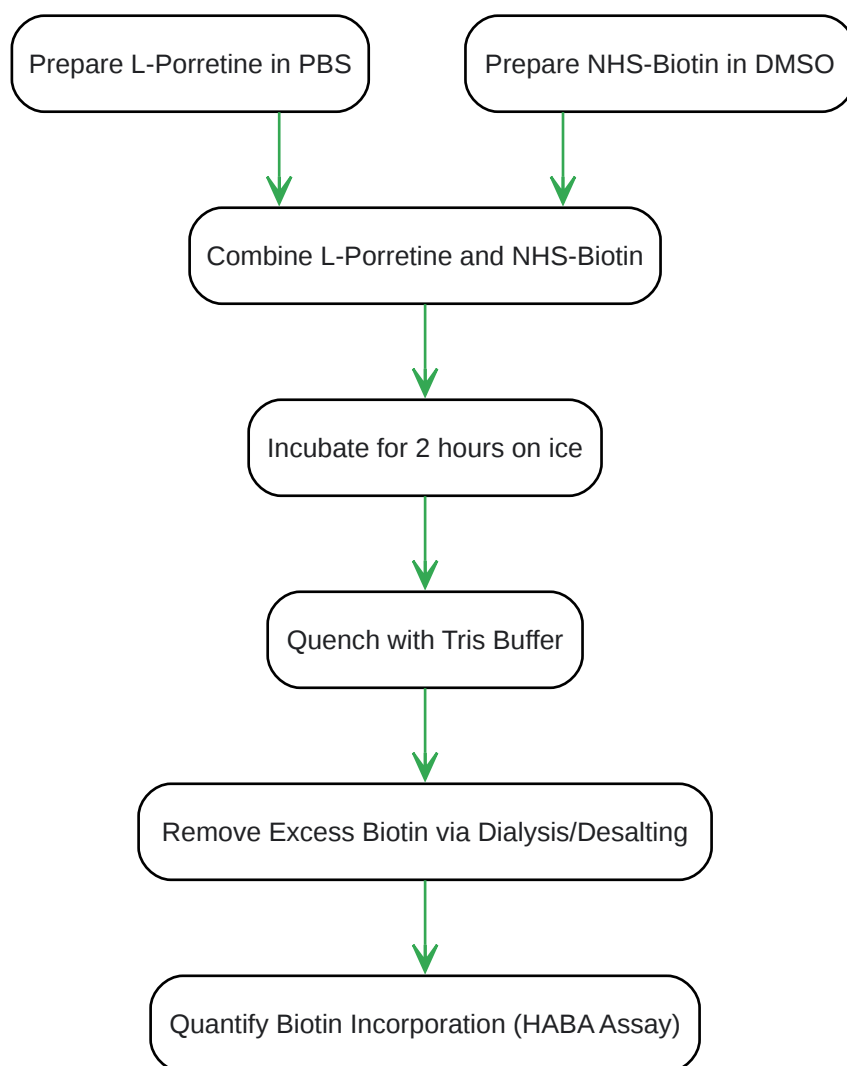 Prepare L-Porretine in PBS
Prepare NHS-Biotin in DMSO
Combine L-Porretine and NHS-Biotin
Incubate for 2 hours on ice
Quench with Tris Buffer
Remove Excess Biotin via Dialysis/Desalting
Quantify Biotin Incorporation (HABA Assay)